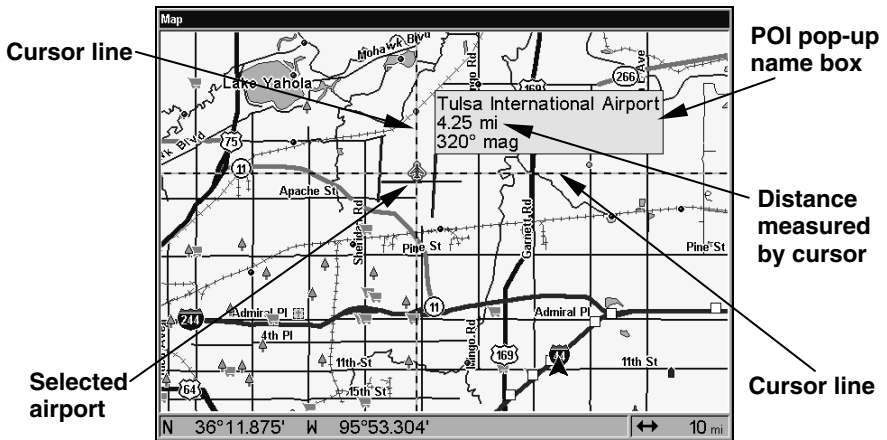 Map
Cursor line
POI pop-up
name box
Mohawk Blvd
Lake Yahola
266
169
Tulsa International Airport
4.25 mi
320° mag
75
11
Apache St
Sheridan Rd
Garnett Rd
Distance
measured
by cursor
Pine St
Pine St
11
Admiral Pl
Admiral Pl
244
4th Pl
Mingo Rd
169
44
11th St
11th St
Selected
airport
64
15th St
Cursor line
N 36°11.875' W 95°53.304'
10 mi